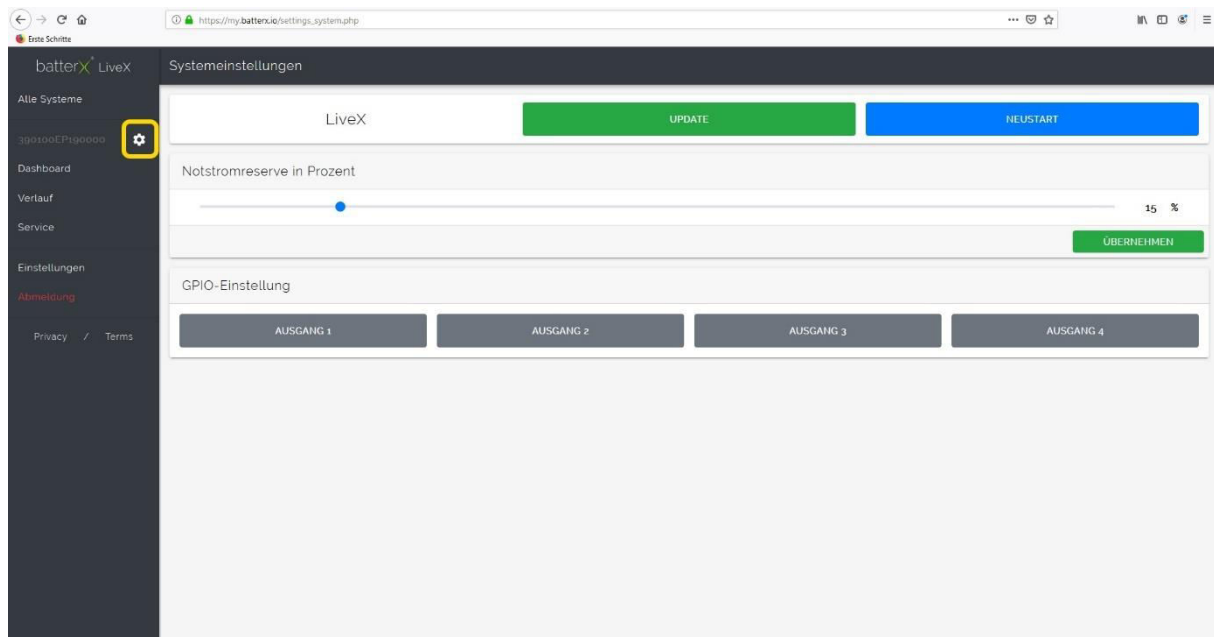 https://my.batterx.io/settings_system.php
Erste Schritte
batterX LiveX
Systemeinstellungen
Alle Systeme
LiveX
UPDATE
NEUSTART
390100EP190000
Dashboard
Notstromreserve in Prozent
Verlauf
15 %
Service
ÜBERNEHMEN
Einstellungen
GPIO-Einstellung
Abmeldung
AUSGANG 1
AUSGANG 2
AUSGANG 3
AUSGANG 4
Privacy / Terms